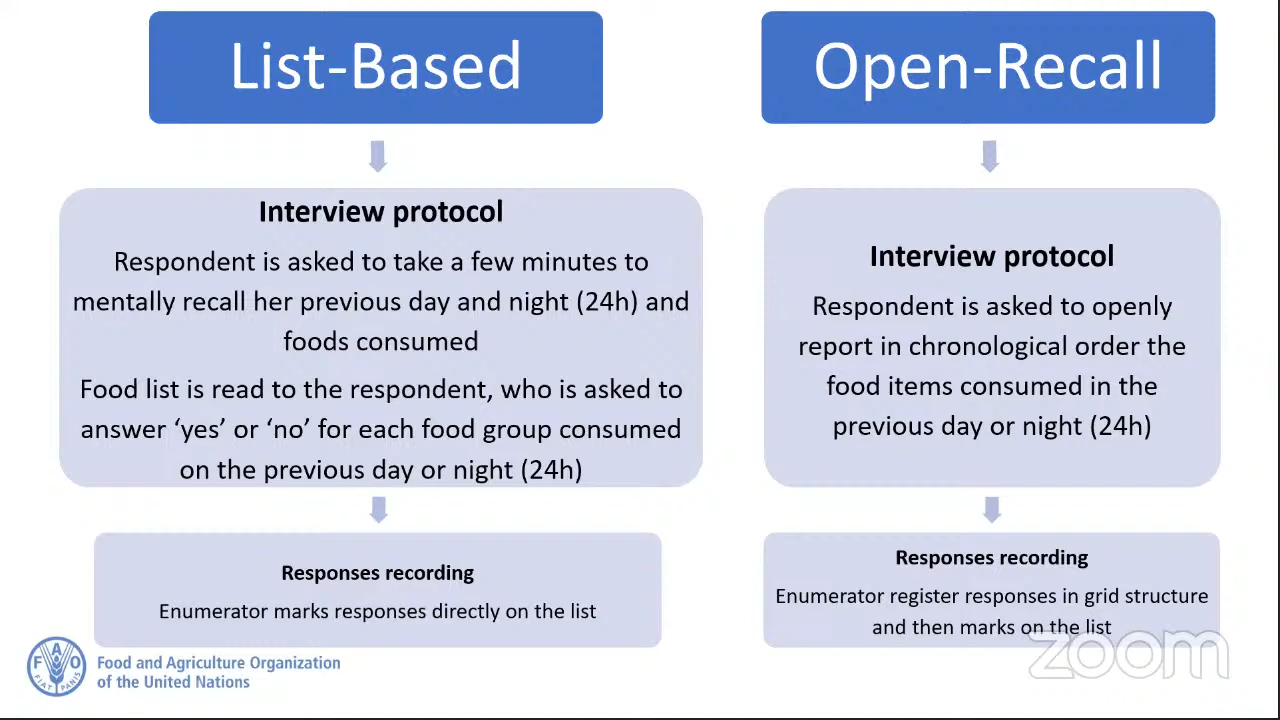 List-Based
Interview protocol
Respondent is asked to take a few minutes to
mentally recall her previous day and night (24h) and
foods consumed
Food list is read to the respondent, who is asked to
answer ‘yes’ or ‘no’ for each food group consumed
on the previous day or night (24h)
Responses recording
Enumerator marks responses directly on the list
Open-Recall
Interview protocol
Respondent is asked to openly
report in chronological order the
food items consumed in the
previous day or night (24h)
Responses recording
Enumerator register responses in grid structure
and then marks on the list
F A O
FIAT PANIS
Food and Agriculture Organization
of the United Nations
zoom